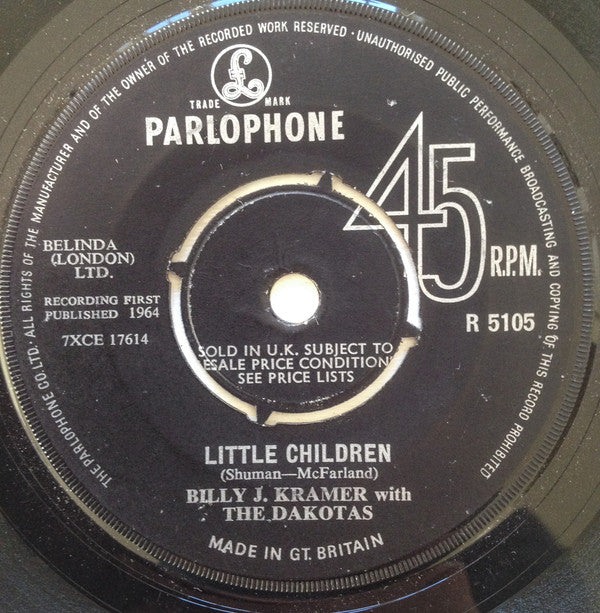 THE PARLOPHONE CO. LTD. · ALL RIGHTS OF THE MANUFACTURER AND OF THE OWNER OF THE RECORDED WORK RESERVED · UNAUTHORISED PUBLIC PERFORMANCE BROADCASTING AND COPYING OF THIS RECORD PROHIBITED
£
TRADE MARK
PARLOPHONE
45
R.P.M.
BELINDA
(LONDON)
LTD.
RECORDING FIRST
PUBLISHED 1964
7XCE 17614
R 5105
SOLD IN U.K. SUBJECT TO
ESALE PRICE CONDITION
SEE PRICE LISTS
LITTLE CHILDREN
(Shuman—McFarland)
BILLY J. KRAMER with
THE DAKOTAS
MADE IN GT. BRITAIN